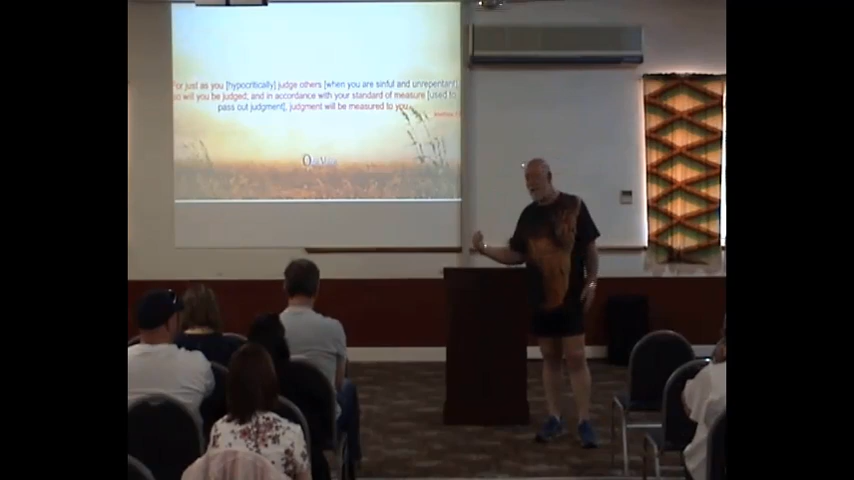 For just as you [hypocritically] judge others [when you are sinful and unrepentant],
so will you be judged; and in accordance with your standard of measure [used to
pass out judgment], judgment will be measured to you.